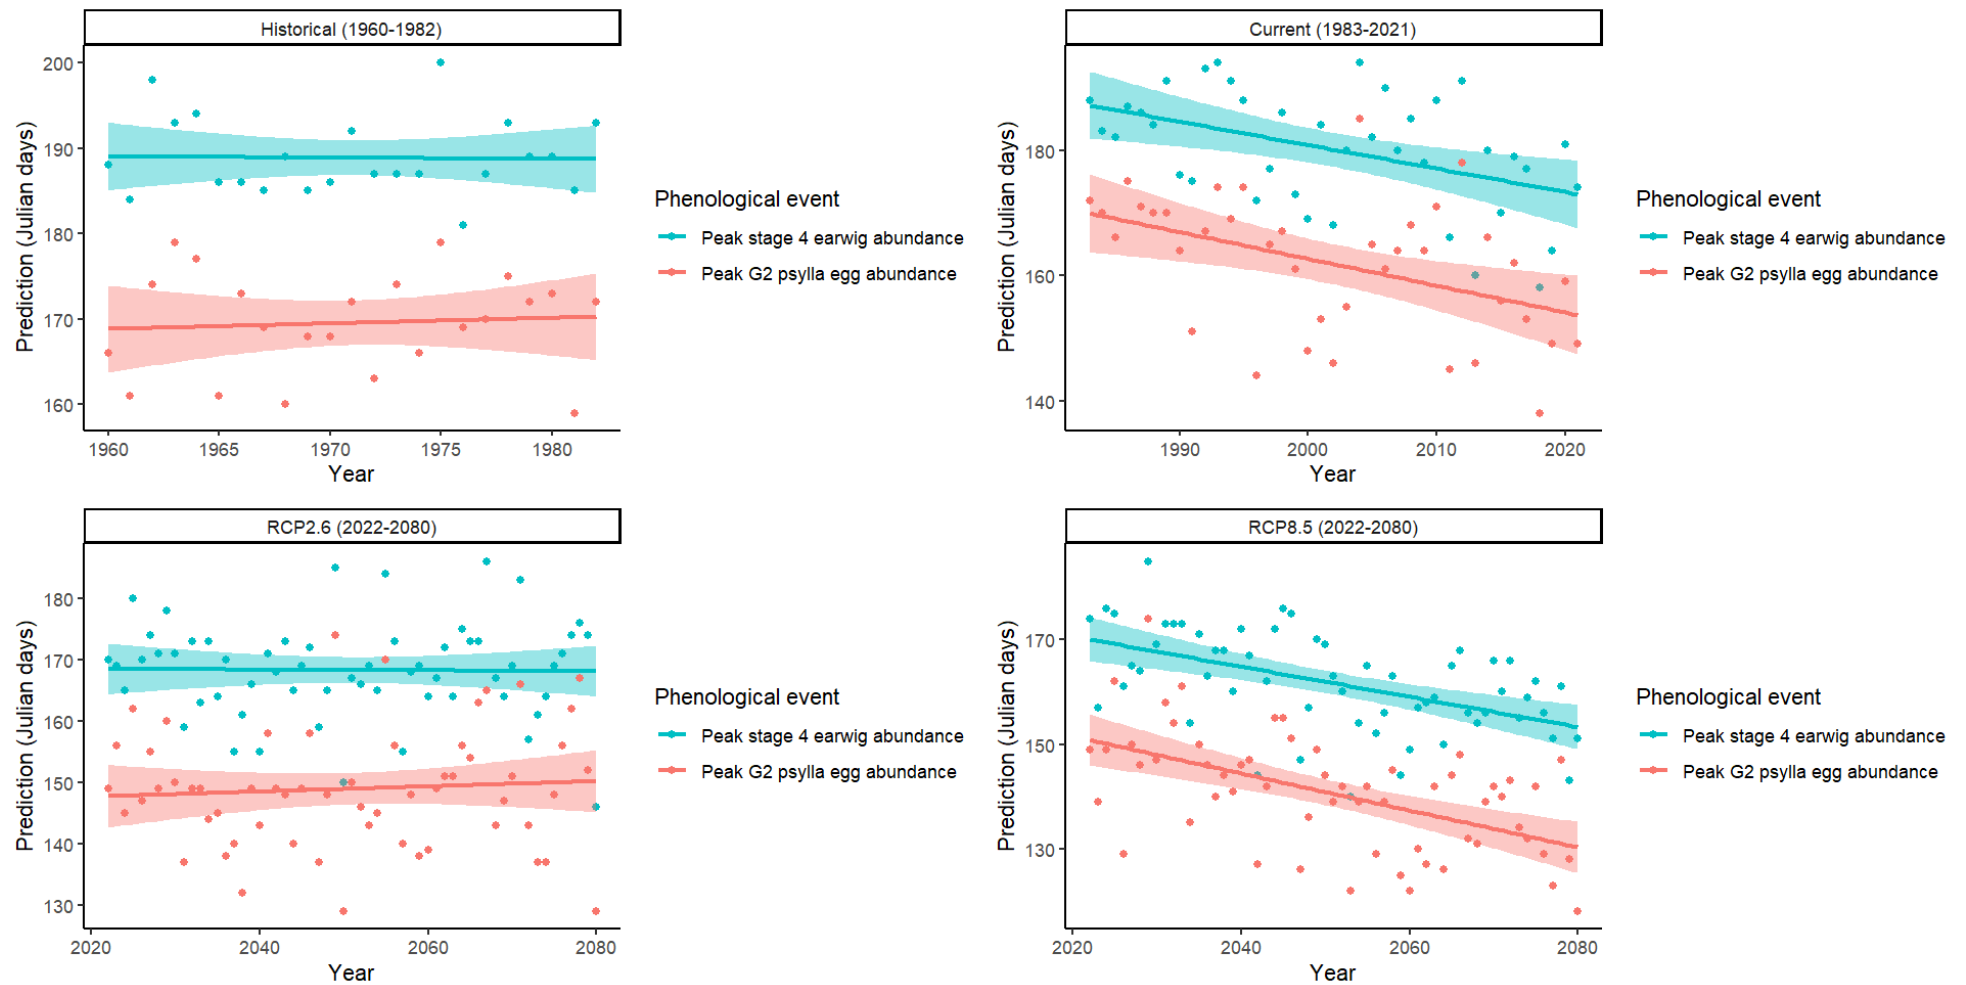 Historical (1960-1982)
200
190
180
170
160
Prediction (Julian days)
1960 1965 1970 1975 1980
Year
Phenological event
Peak stage 4 earwig abundance
Peak G2 psylla egg abundance
Current (1983-2021)
180
160
140
Prediction (Julian days)
1990 2000 2010 2020
Year
Phenological event
Peak stage 4 earwig abundance
Peak G2 psylla egg abundance
RCP2.6 (2022-2080)
180
170
160
150
140
130
Prediction (Julian days)
2020 2040 2060 2080
Year
Phenological event
Peak stage 4 earwig abundance
Peak G2 psylla egg abundance
RCP8.5 (2022-2080)
170
150
130
Prediction (Julian days)
2020 2040 2060 2080
Year
Phenological event
Peak stage 4 earwig abundance
Peak G2 psylla egg abundance